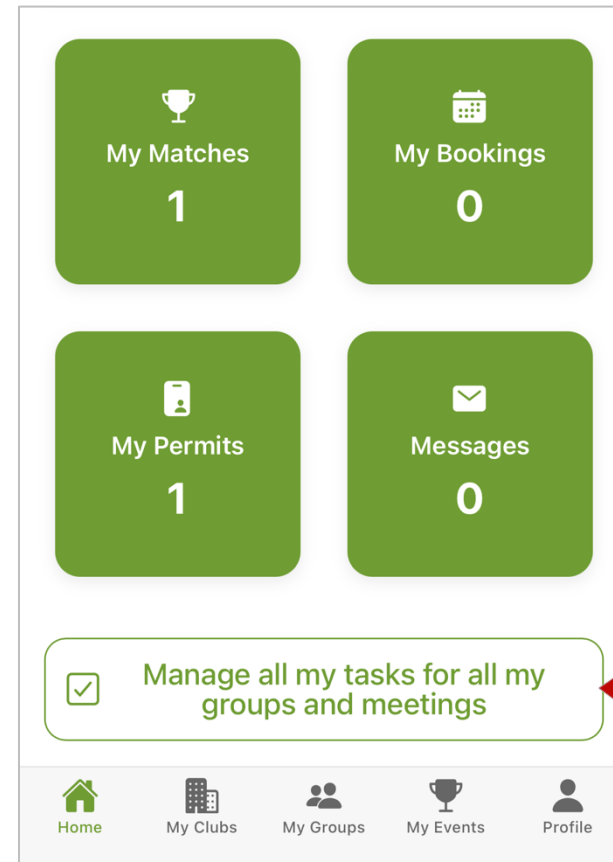 My Matches
1
My Bookings
0
My Permits
1
Messages
0
Manage all my tasks for all my
groups and meetings
Home
My Clubs
My Groups
My Events
Profile